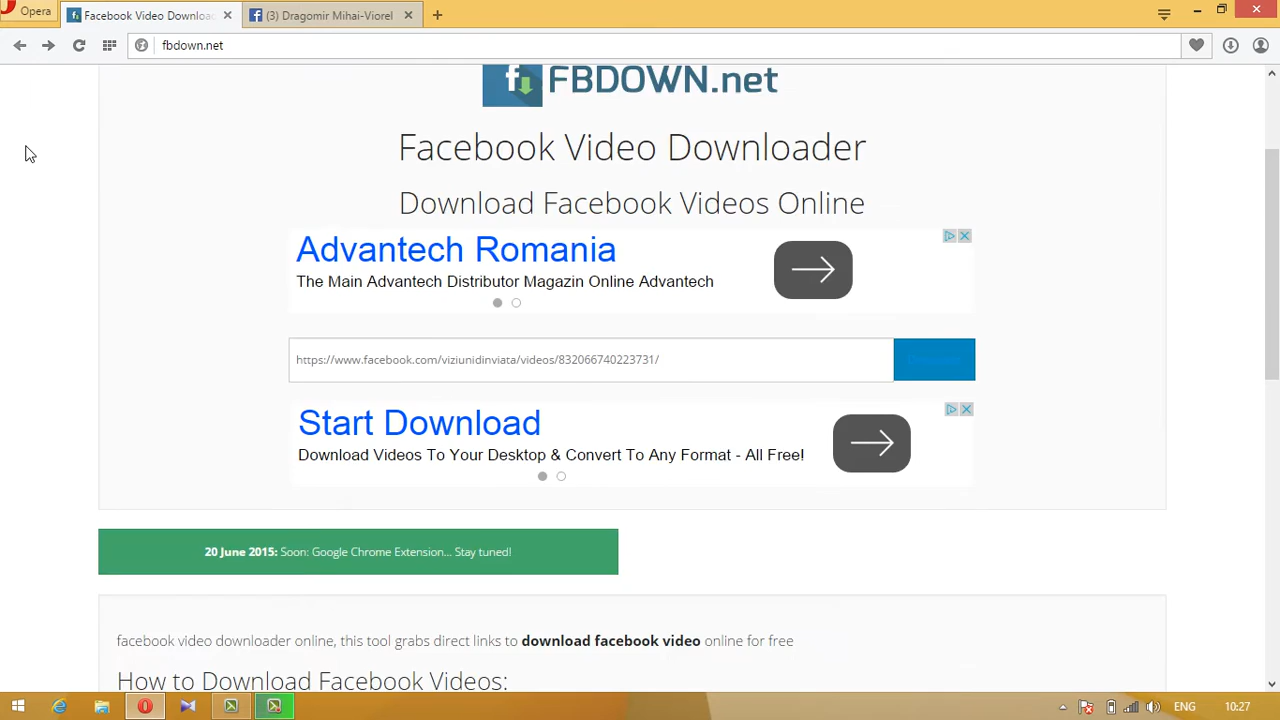 Opera
Facebook Video Downloa
(3) Dragomir Mihai-Viorel
fbdown.net
FBDOWN.net
Facebook Video Downloader
Download Facebook Videos Online
Advantech Romania
The Main Advantech Distributor Magazin Online Advantech
https://www.facebook.com/viziunidinviata/videos/832066740223731/
Start Download
Download Videos To Your Desktop & Convert To Any Format - All Free!
20 June 2015: Soon: Google Chrome Extension... Stay tuned!
facebook video downloader online, this tool grabs direct links to download facebook video online for free
How to Download Facebook Videos:
ENG
10:27